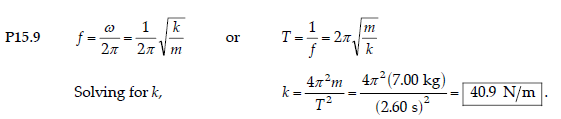 P15.9 f = ω/2π = 1/2π √(k/m) or T = 1/f = 2π √(m/k)
Solving for k, k = 4π²m/T² = 4π²(7.00 kg)/(2.60 s)² = 40.9 N/m .